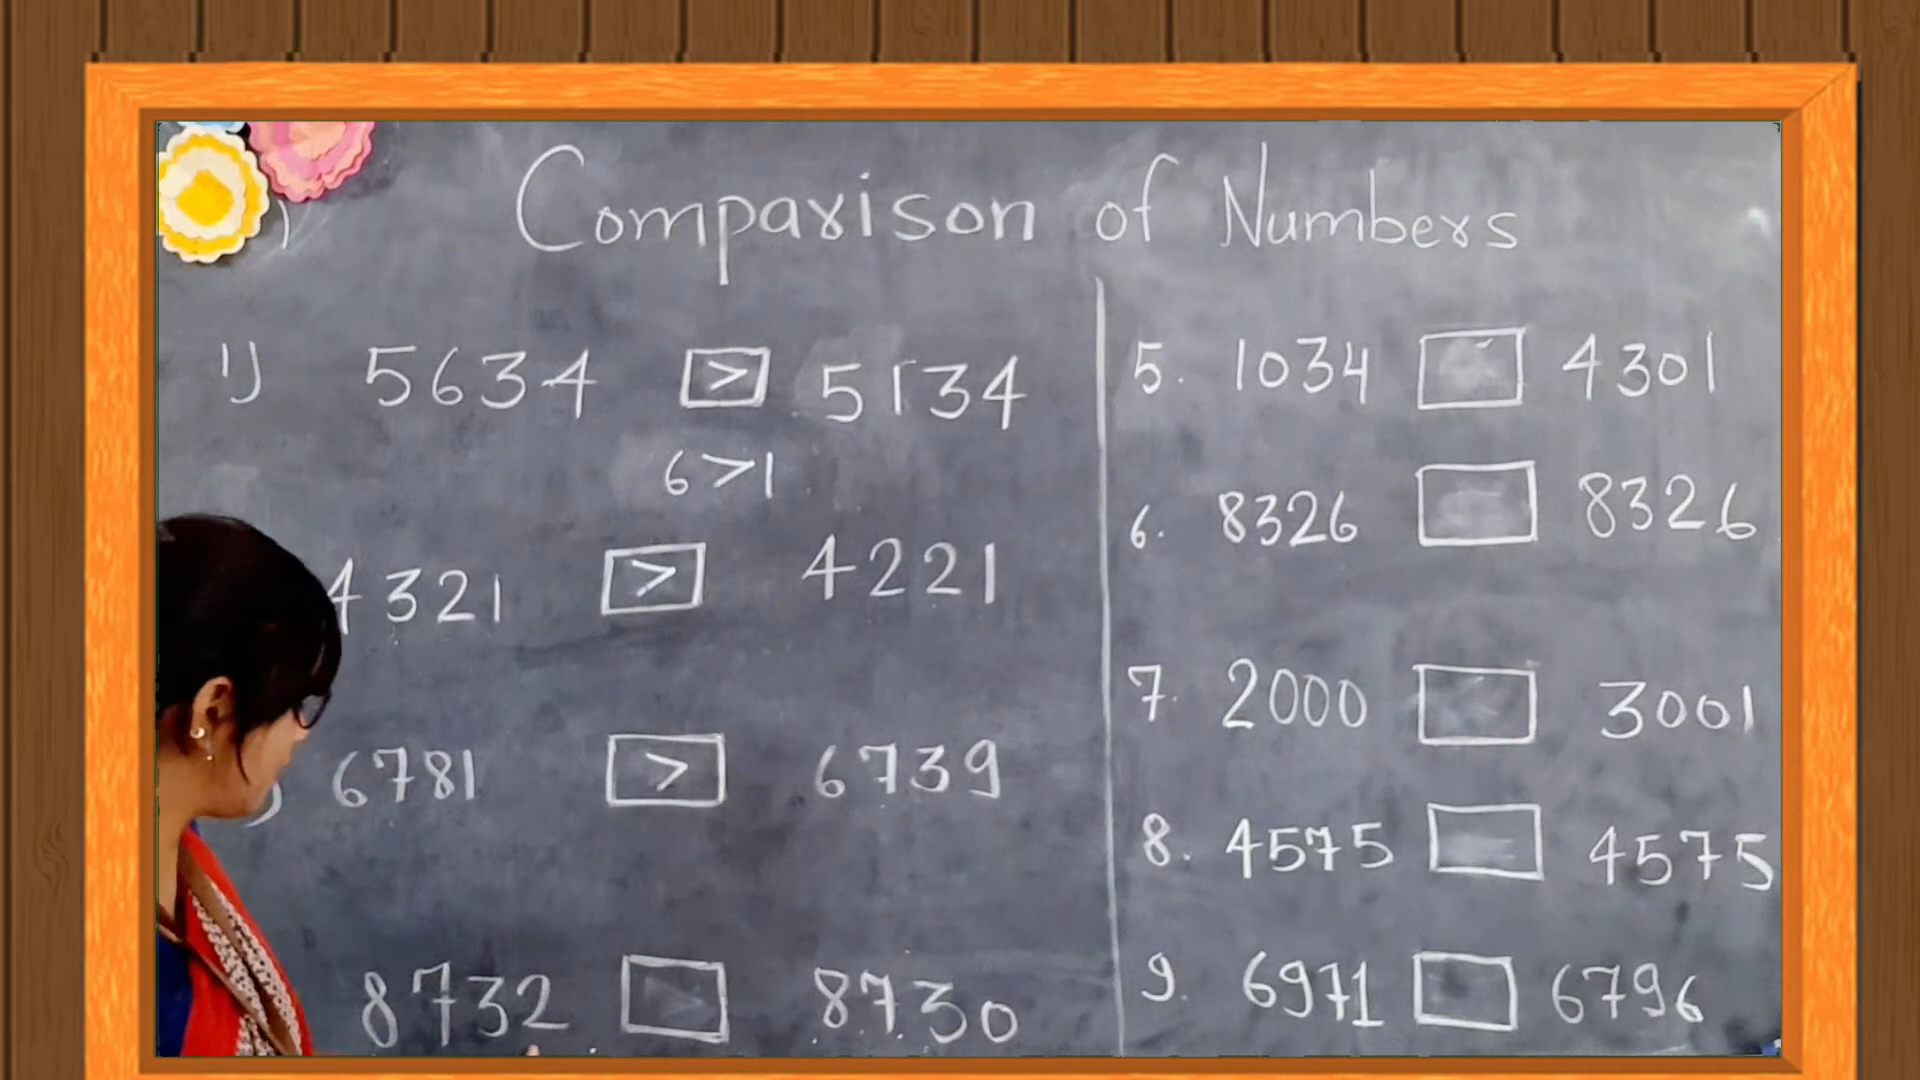 Comparison of Numbers
1) 5634 > 5134
6>1
4321 > 4221
) 6781 > 6739
8732 8730
5. 1034 4301
6. 8326 8326
7. 2000 3001
8. 4575 4575
9. 6971 6796